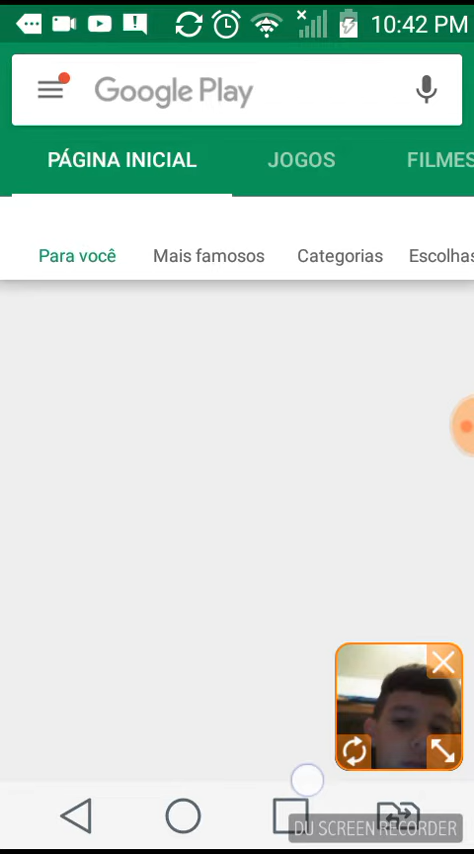 10:42 PM
Google Play
PÁGINA INICIAL JOGOS FILMES
Para você Mais famosos Categorias Escolhas
DU SCREEN RECORDER